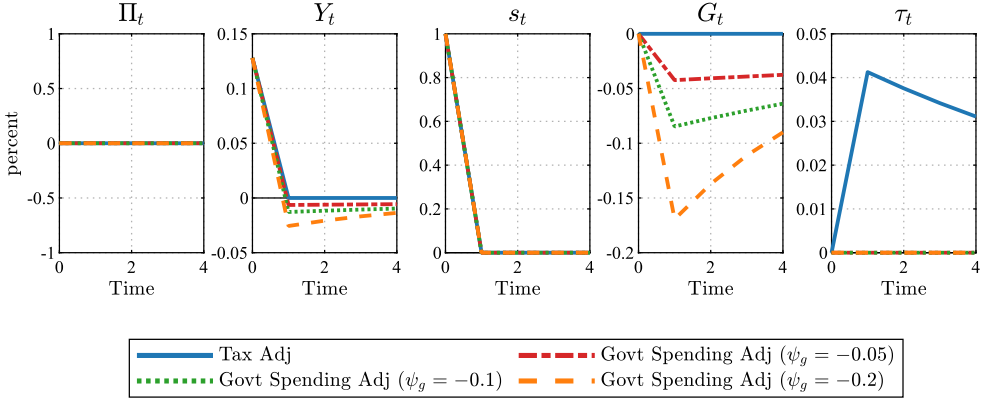 Π_t Y_t s_t G_t τ_t
1 0.15 1 0 0.05
0.5 0.1 0.8 -0.05 0.04
0 0.05 0.6 -0.1 0.03
-0.5 0 0.4 -0.15 0.02
-1 -0.05 0.2 -0.2 0.01
0 0
percent
0 2 4 0 2 4 0 2 4 0 2 4 0 2 4
Time Time Time Time Time
Tax Adj
Govt Spending Adj (ψ_g = −0.05)
Govt Spending Adj (ψ_g = −0.1)
Govt Spending Adj (ψ_g = −0.2)